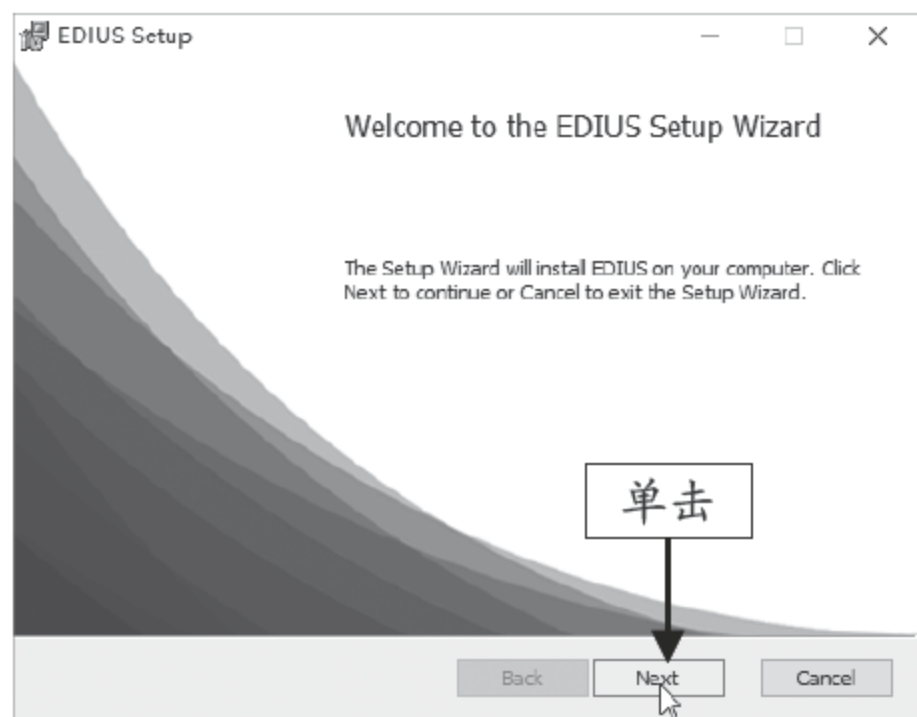 EDIUS Setup
Welcome to the EDIUS Setup Wizard
The Setup Wizard will install EDIUS on your computer. Click
Next to continue or Cancel to exit the Setup Wizard.
单击
Back
Next
Cancel